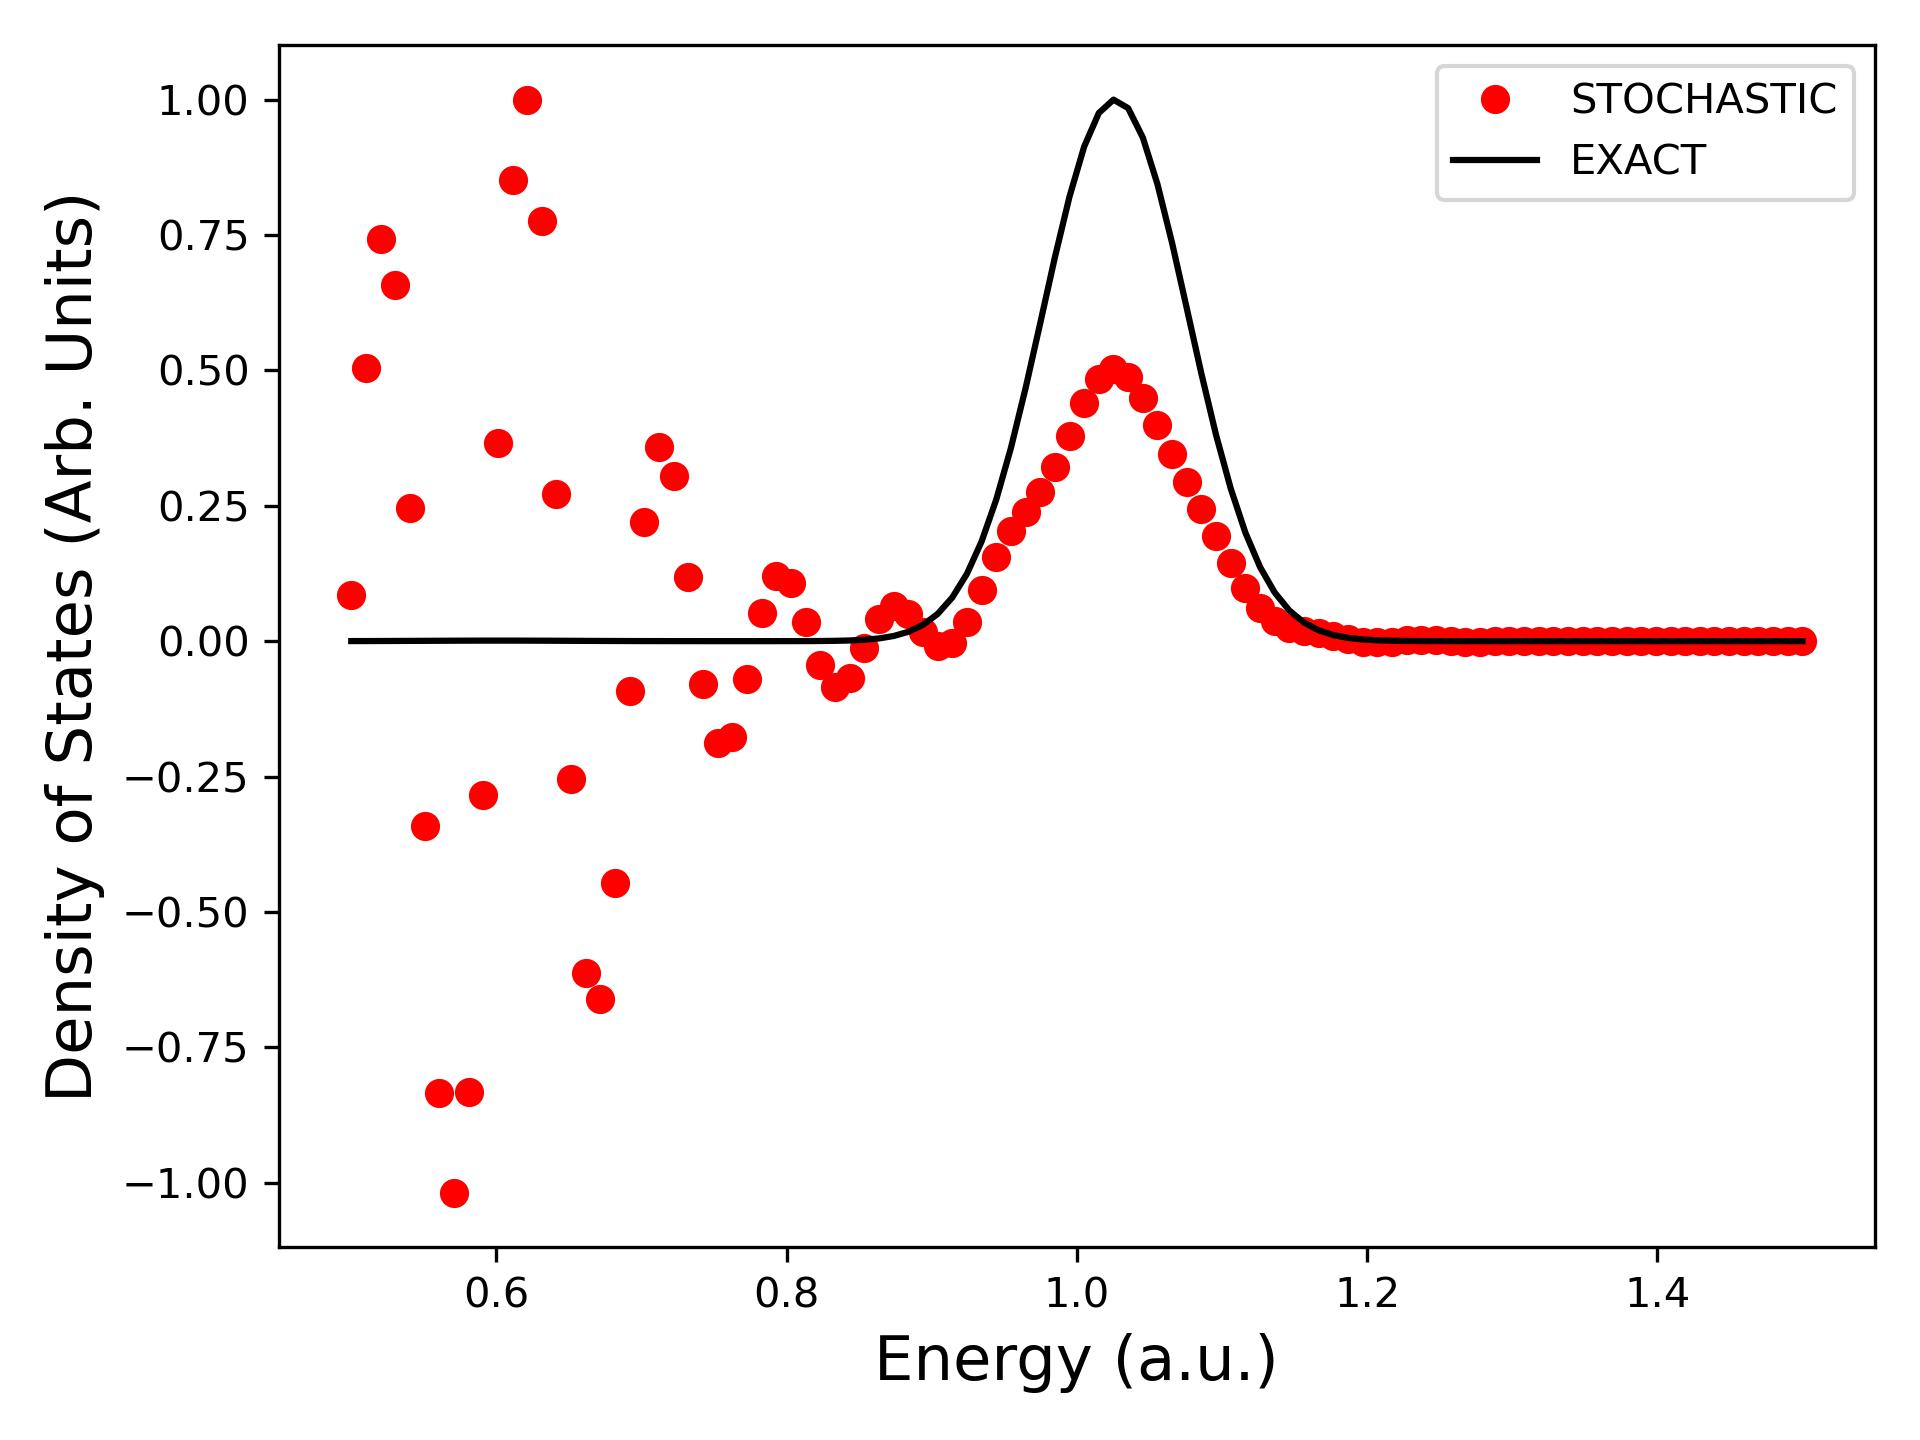 STOCHASTIC
EXACT
Density of States (Arb. Units)
1.00
0.75
0.50
0.25
0.00
−0.25
−0.50
−0.75
−1.00
0.6 0.8 1.0 1.2 1.4
Energy (a.u.)